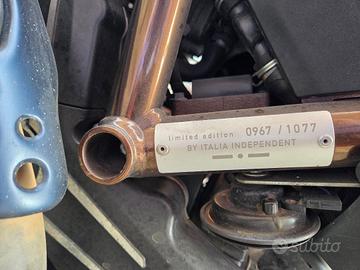 limited edition 0967 / 1077
BY ITALIA INDEPENDENT
subito